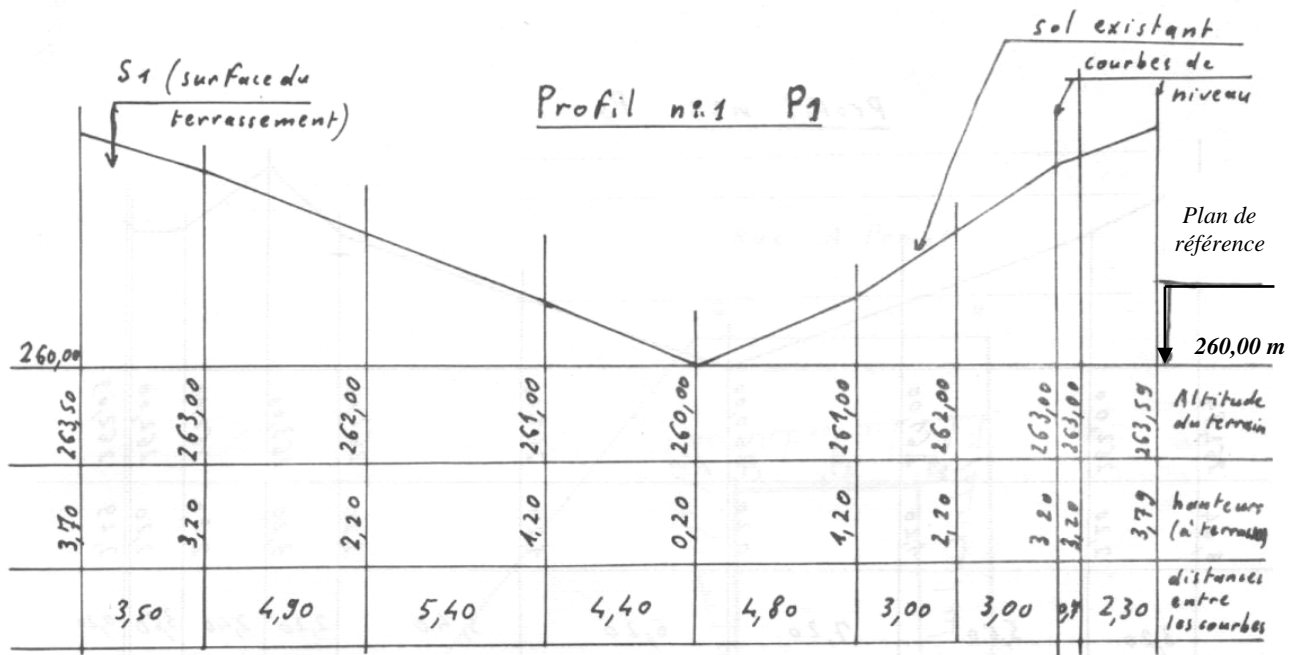 sol existant
S1 (surface du
terrassement)
courbes de
niveau
Profil n:1 P1
Plan de
référence
260,00
260,00 m
263,50 263,00 262,00 261,00 260,00 261,00 262,00 263,00 263,00 263,59 Altitude
du terrain
3,70 3,20 2,20 1,20 0,20 1,20 2,20 3 20 3,20 3,79 hauteurs
(à
3,50 4,90 5,40 4,40 4,80 3,00 3,00 2,30 distances
entre
les courbes